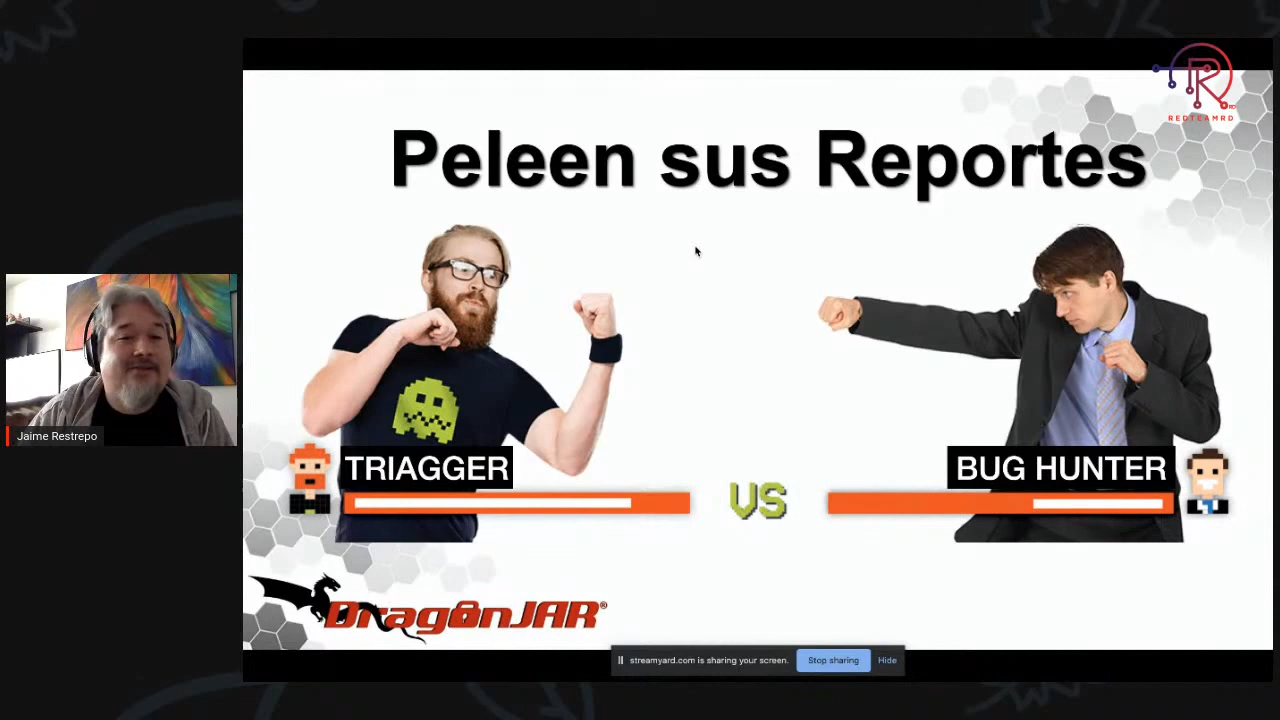 REDTEAMRD
Peleen sus Reportes
Jaime Restrepo
TRIAGGER
VS
BUG HUNTER
DragonJAR®
streamyard.com is sharing your screen.
Stop sharing
Hide